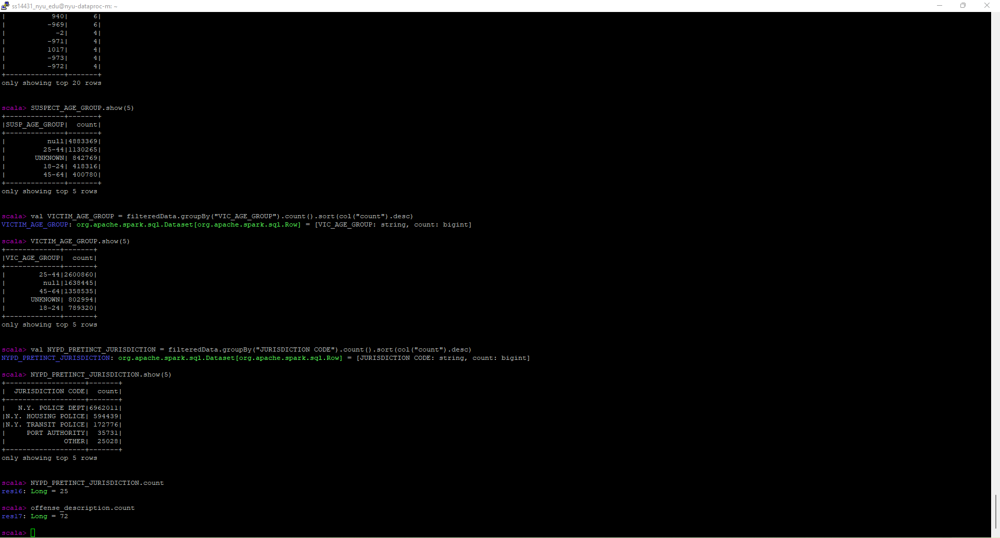 ss14431_nyu_edu@nyu-dataproc-m: ~
|           940|      6|
|          -969|      6|
|            -2|      4|
|          -971|      4|
|          1017|      4|
|          -973|      4|
|          -972|      4|
+--------------+-------+
only showing top 20 rows
scala> SUSPECT_AGE_GROUP.show(5)
+--------------+-------+
|SUSP_AGE_GROUP|  count|
+--------------+-------+
|          null|4883369|
|         25-44|1130265|
|       UNKNOWN| 842769|
|         18-24| 418316|
|         45-64| 400780|
+--------------+-------+
only showing top 5 rows
scala> val VICTIM_AGE_GROUP = filteredData.groupBy("VIC_AGE_GROUP").count().sort(col("count").desc)
VICTIM_AGE_GROUP: org.apache.spark.sql.Dataset[org.apache.spark.sql.Row] = [VIC_AGE_GROUP: string, count: bigint]
scala> VICTIM_AGE_GROUP.show(5)
+-------------+-------+
|VIC_AGE_GROUP|  count|
+-------------+-------+
|        25-44|2600860|
|         null|1638445|
|        45-64|1358535|
|      UNKNOWN| 802994|
|        18-24| 789320|
+-------------+-------+
only showing top 5 rows
scala> val NYPD_PRETINCT_JURISDICTION = filteredData.groupBy("JURISDICTION CODE").count().sort(col("count").desc)
NYPD_PRETINCT_JURISDICTION: org.apache.spark.sql.Dataset[org.apache.spark.sql.Row] = [JURISDICTION CODE: string, count: bigint]
scala> NYPD_PRETINCT_JURISDICTION.show(5)
+-------------------+-------+
|  JURISDICTION CODE|  count|
+-------------------+-------+
|   N.Y. POLICE DEPT|6962011|
|N.Y. HOUSING POLICE| 594439|
|N.Y. TRANSIT POLICE| 172776|
|     PORT AUTHORITY|  35731|
|              OTHER|  25028|
+-------------------+-------+
only showing top 5 rows
scala> NYPD_PRETINCT_JURISDICTION.count
res16: Long = 25
scala> offense_description.count
res17: Long = 72
scala>